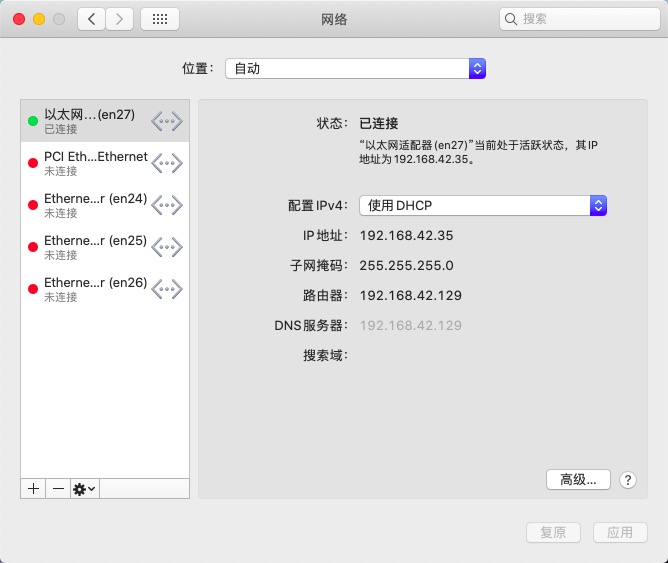 网络
搜索
位置: 自动
以太网…(en27)
已连接
PCI Eth...Ethernet
未连接
Etherne...r (en24)
未连接
Etherne...r (en25)
未连接
Etherne...r (en26)
未连接
状态: 已连接
“以太网适配器 (en27)”当前处于活跃状态，其 IP
地址为 192.168.42.35。
配置 IPv4: 使用 DHCP
IP 地址: 192.168.42.35
子网掩码: 255.255.255.0
路由器: 192.168.42.129
DNS 服务器: 192.168.42.129
搜索域:
高级... ?
复原 应用